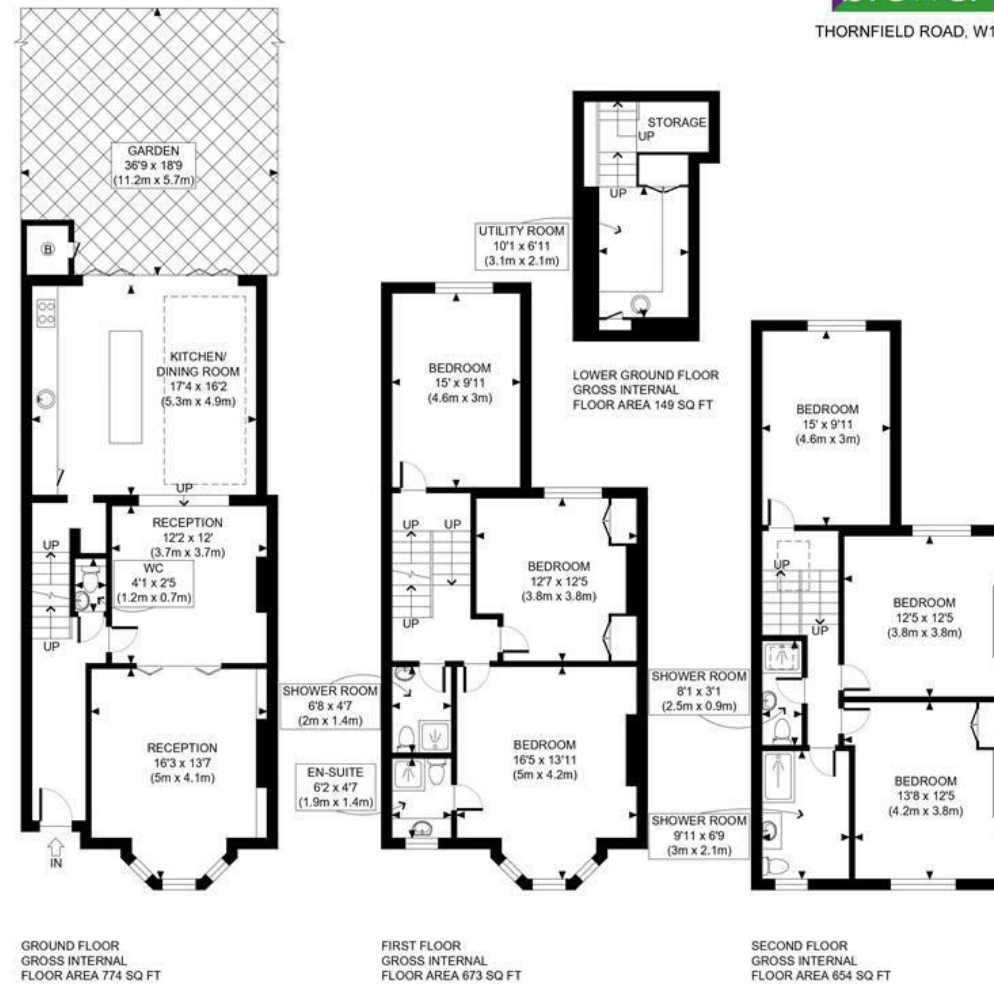 THORNFIELD ROAD, W1
GARDEN
36'9 x 18'9
(11.2m x 5.7m)
B
KITCHEN/
DINING ROOM
17'4 x 16'2
(5.3m x 4.9m)
UP
RECEPTION
12'2 x 12'
(3.7m x 3.7m)
UP
WC
4'1 x 2'5
(1.2m x 0.7m)
UP
RECEPTION
16'3 x 13'7
(5m x 4.1m)
IN
GROUND FLOOR
GROSS INTERNAL
FLOOR AREA 774 SQ FT
STORAGE
UP
UP
UTILITY ROOM
10'1 x 6'11
(3.1m x 2.1m)
LOWER GROUND FLOOR
GROSS INTERNAL
FLOOR AREA 149 SQ FT
BEDROOM
15' x 9'11
(4.6m x 3m)
UP
UP
UP
BEDROOM
12'7 x 12'5
(3.8m x 3.8m)
SHOWER ROOM
6'8 x 4'7
(2m x 1.4m)
EN-SUITE
6'2 x 4'7
(1.9m x 1.4m)
BEDROOM
16'5 x 13'11
(5m x 4.2m)
FIRST FLOOR
GROSS INTERNAL
FLOOR AREA 673 SQ FT
BEDROOM
15' x 9'11
(4.6m x 3m)
UP
UP
BEDROOM
12'5 x 12'5
(3.8m x 3.8m)
SHOWER ROOM
8'1 x 3'1
(2.5m x 0.9m)
SHOWER ROOM
9'11 x 6'9
(3m x 2.1m)
BEDROOM
13'8 x 12'5
(4.2m x 3.8m)
SECOND FLOOR
GROSS INTERNAL
FLOOR AREA 654 SQ FT